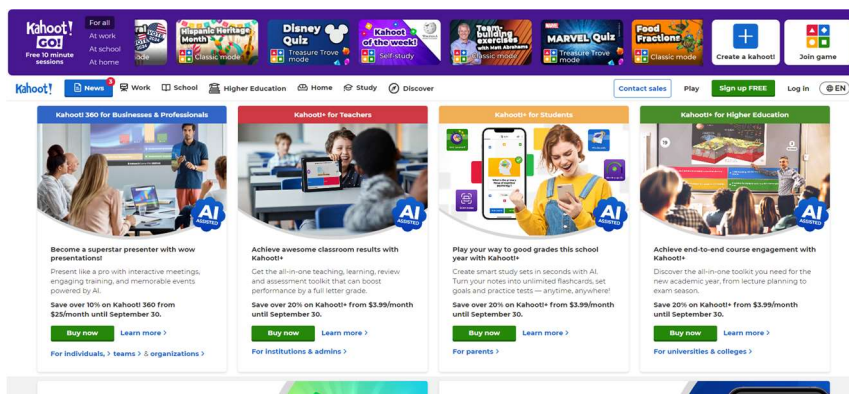 Kahoot!
GO!
Free 10 minute
sessions
For all
At work
At school
At home
VOTE
2024
Hispanic Heritage
Month
Classic mode
Disney
Quiz
Treasure Trove
mode
Kahoot
of the week!
Self-study
Team-
building
exercises
with Matt Abrahams
Classic mode
MARVEL Quiz
Treasure Trove
mode
Food
Fractions
Classic mode
Create a kahoot!
Join game
Kahoot!
News
3
Work
School
Higher Education
Home
Study
Discover
Contact sales
Play
Sign up FREE
Log in
EN
Kahoot! 360 for Businesses & Professionals
AI
ASSISTED
Become a superstar presenter with wow
presentations!
Present like a pro with interactive meetings,
engaging training, and memorable events
powered by AI.
Save over 10% on Kahoot! 360 from
$25/month until September 30.
Buy now
Learn more >
For individuals, > teams > & organizations >
Kahoot!+ for Teachers
AI
ASSISTED
Achieve awesome classroom results with
Kahoot!+
Get the all-in-one teaching, learning, review
and assessment toolkit that can boost
performance by a full letter grade.
Save over 20% on Kahoot!+ from $3.99/month
until September 30.
Buy now
Learn more >
For institutions & admins >
Kahoot!+ for Students
AI
ASSISTED
Play your way to good grades this school
year with Kahoot!+
Create smart study sets in seconds with AI.
Turn your notes into unlimited flashcards, set
goals and practice tests — anytime, anywhere!
Save over 20% on Kahoot!+ from $3.99/month
until September 30.
Buy now
Learn more >
For parents >
Kahoot!+ for Higher Education
AI
ASSISTED
Achieve end-to-end course engagement with
Kahoot!+
Discover the all-in-one toolkit you need for the
new academic year, from lecture planning to
exam season.
Save 20% on Kahoot!+ from $3.99/month
until September 30.
Buy now
Learn more >
For universities & colleges >